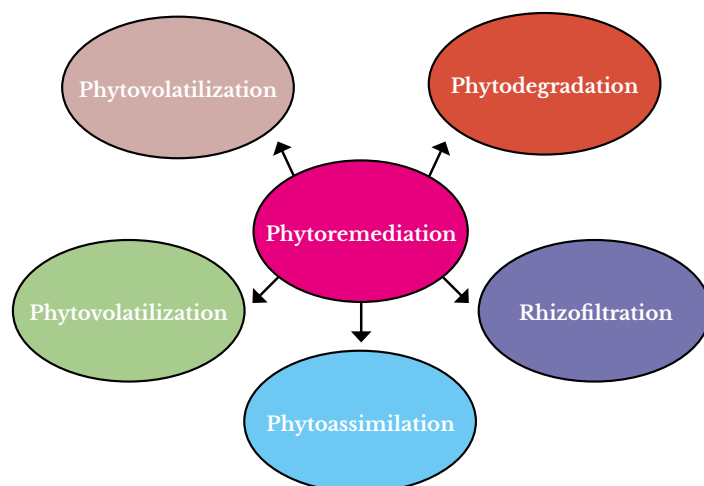 Phytovolatilization
Phytodegradation
Phytoremediation
Phytovolatilization
Rhizofiltration
Phytoassimilation